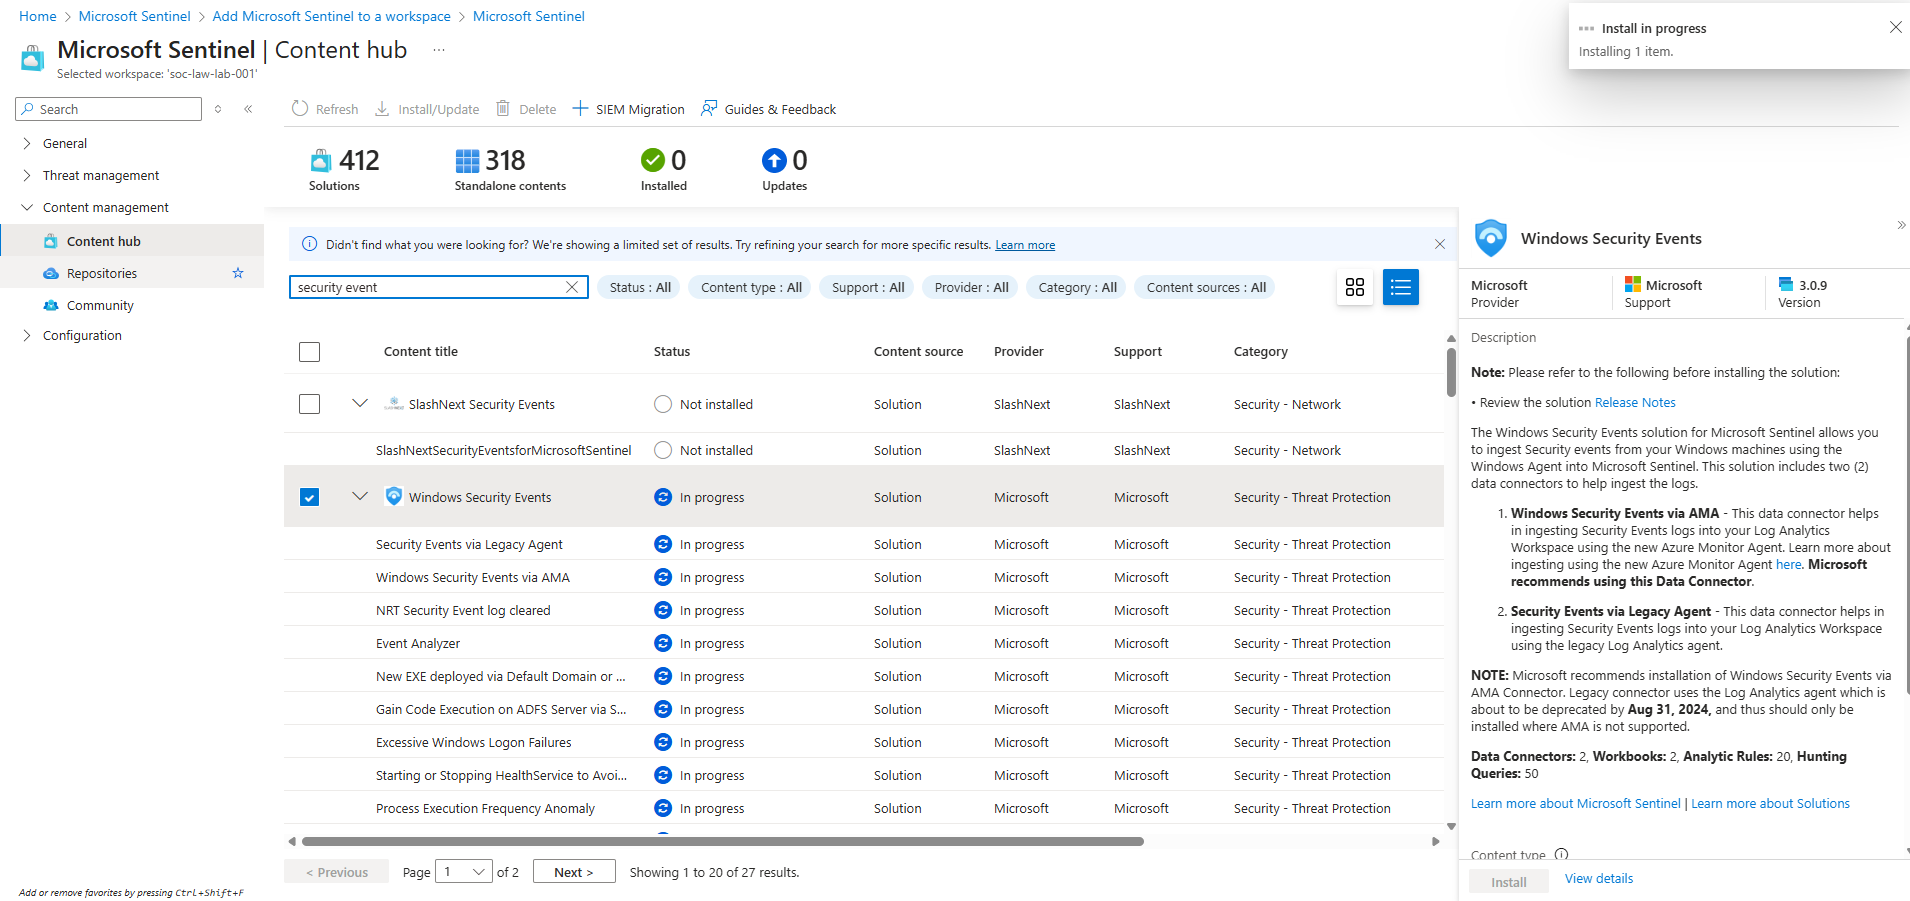 Home > Microsoft Sentinel > Add Microsoft Sentinel to a workspace > Microsoft Sentinel
Microsoft Sentinel | Content hub ...
Selected workspace: 'soc-law-lab-001'
Install in progress
Installing 1 item.
Search
General
Threat management
Content management
Content hub
Repositories
Community
Configuration
Add or remove favorites by pressing Ctrl+Shift+F
Refresh Install/Update Delete SIEM Migration Guides & Feedback
412 318 0 0
Solutions Standalone contents Installed Updates
Didn't find what you were looking for? We're showing a limited set of results. Try refining your search for more specific results. Learn more
security event Status : All Content type : All Support : All Provider : All Category : All Content sources : All
Content title Status Content source Provider Support Category
SlashNext Security Events Not installed Solution SlashNext SlashNext Security - Network
SlashNextSecurityEventsforMicrosoftSentinel Not installed Solution SlashNext SlashNext Security - Network
Windows Security Events In progress Solution Microsoft Microsoft Security - Threat Protection
Security Events via Legacy Agent In progress Solution Microsoft Microsoft Security - Threat Protection
Windows Security Events via AMA In progress Solution Microsoft Microsoft Security - Threat Protection
NRT Security Event log cleared In progress Solution Microsoft Microsoft Security - Threat Protection
Event Analyzer In progress Solution Microsoft Microsoft Security - Threat Protection
New EXE deployed via Default Domain or ... In progress Solution Microsoft Microsoft Security - Threat Protection
Gain Code Execution on ADFS Server via S... In progress Solution Microsoft Microsoft Security - Threat Protection
Excessive Windows Logon Failures In progress Solution Microsoft Microsoft Security - Threat Protection
Starting or Stopping HealthService to Avoi... In progress Solution Microsoft Microsoft Security - Threat Protection
Process Execution Frequency Anomaly In progress Solution Microsoft Microsoft Security - Threat Protection
< Previous Page 1 of 2 Next > Showing 1 to 20 of 27 results.
Windows Security Events
Microsoft Microsoft 3.0.9
Provider Support Version
Description
Note: Please refer to the following before installing the solution:
• Review the solution Release Notes
The Windows Security Events solution for Microsoft Sentinel allows you
to ingest Security events from your Windows machines using the
Windows Agent into Microsoft Sentinel. This solution includes two (2)
data connectors to help ingest the logs.
1. Windows Security Events via AMA - This data connector helps
in ingesting Security Events logs into your Log Analytics
Workspace using the new Azure Monitor Agent. Learn more about
ingesting using the new Azure Monitor Agent here. Microsoft
recommends using this Data Connector.
2. Security Events via Legacy Agent - This data connector helps in
ingesting Security Events logs into your Log Analytics Workspace
using the legacy Log Analytics agent.
NOTE: Microsoft recommends installation of Windows Security Events via
AMA Connector. Legacy connector uses the Log Analytics agent which is
about to be deprecated by Aug 31, 2024, and thus should only be
installed where AMA is not supported.
Data Connectors: 2, Workbooks: 2, Analytic Rules: 20, Hunting
Queries: 50
Learn more about Microsoft Sentinel | Learn more about Solutions
Content type
Install View details